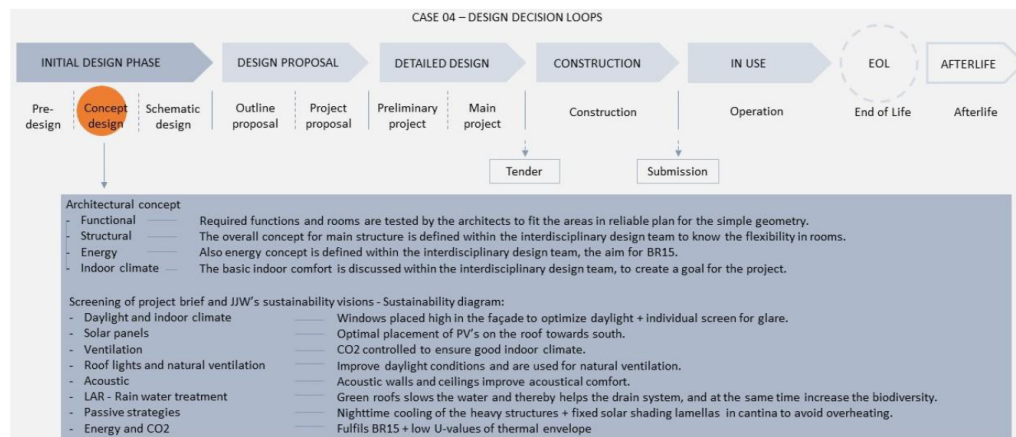 CASE 04 – DESIGN DECISION LOOPS
INITIAL DESIGN PHASE
DESIGN PROPOSAL
DETAILED DESIGN
CONSTRUCTION
IN USE
EOL
AFTERLIFE
Pre-
design
Concept
design
Schematic
design
Outline
proposal
Project
proposal
Preliminary
project
Main
project
Construction
Operation
End of Life
Afterlife
Tender
Submission
Architectural concept
- Functional Required functions and rooms are tested by the architects to fit the areas in reliable plan for the simple geometry.
- Structural The overall concept for main structure is defined within the interdisciplinary design team to know the flexibility in rooms.
- Energy Also energy concept is defined within the interdisciplinary design team, the aim for BR15.
- Indoor climate The basic indoor comfort is discussed within the interdisciplinary design team, to create a goal for the project.
Screening of project brief and JJW's sustainability visions - Sustainability diagram:
- Daylight and indoor climate Windows placed high in the façade to optimize daylight + individual screen for glare.
- Solar panels Optimal placement of PV's on the roof towards south.
- Ventilation CO2 controlled to ensure good indoor climate.
- Roof lights and natural ventilation Improve daylight conditions and are used for natural ventilation.
- Acoustic Acoustic walls and ceilings improve acoustical comfort.
- LAR - Rain water treatment Green roofs slows the water and thereby helps the drain system, and at the same time increase the biodiversity.
- Passive strategies Nighttime cooling of the heavy structures + fixed solar shading lamellas in cantina to avoid overheating.
- Energy and CO2 Fulfils BR15 + low U-values of thermal envelope